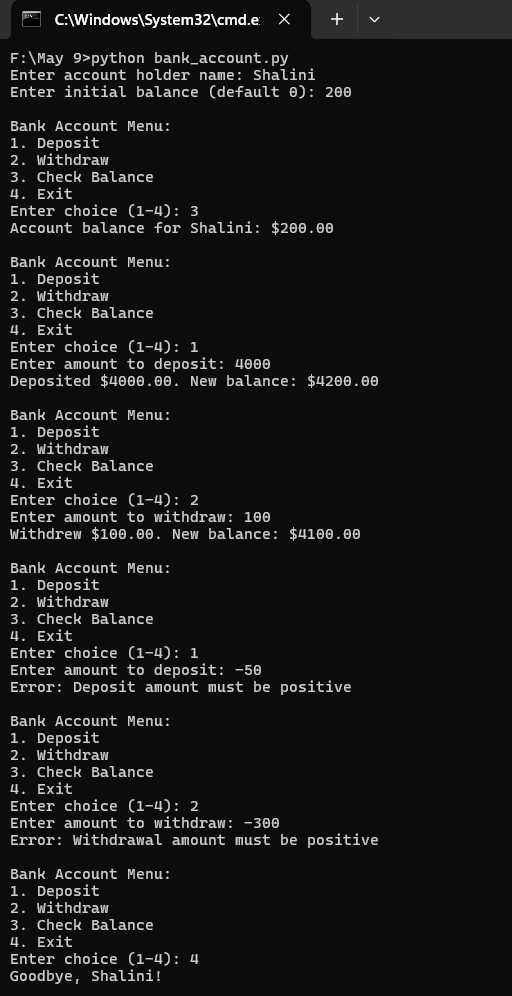 C:\Windows\System32\cmd.e
F:\May 9>python bank_account.py
Enter account holder name: Shalini
Enter initial balance (default 0): 200
Bank Account Menu:
1. Deposit
2. Withdraw
3. Check Balance
4. Exit
Enter choice (1-4): 3
Account balance for Shalini: $200.00
Bank Account Menu:
1. Deposit
2. Withdraw
3. Check Balance
4. Exit
Enter choice (1-4): 1
Enter amount to deposit: 4000
Deposited $4000.00. New balance: $4200.00
Bank Account Menu:
1. Deposit
2. Withdraw
3. Check Balance
4. Exit
Enter choice (1-4): 2
Enter amount to withdraw: 100
Withdrew $100.00. New balance: $4100.00
Bank Account Menu:
1. Deposit
2. Withdraw
3. Check Balance
4. Exit
Enter choice (1-4): 1
Enter amount to deposit: -50
Error: Deposit amount must be positive
Bank Account Menu:
1. Deposit
2. Withdraw
3. Check Balance
4. Exit
Enter choice (1-4): 2
Enter amount to withdraw: -300
Error: Withdrawal amount must be positive
Bank Account Menu:
1. Deposit
2. Withdraw
3. Check Balance
4. Exit
Enter choice (1-4): 4
Goodbye, Shalini!